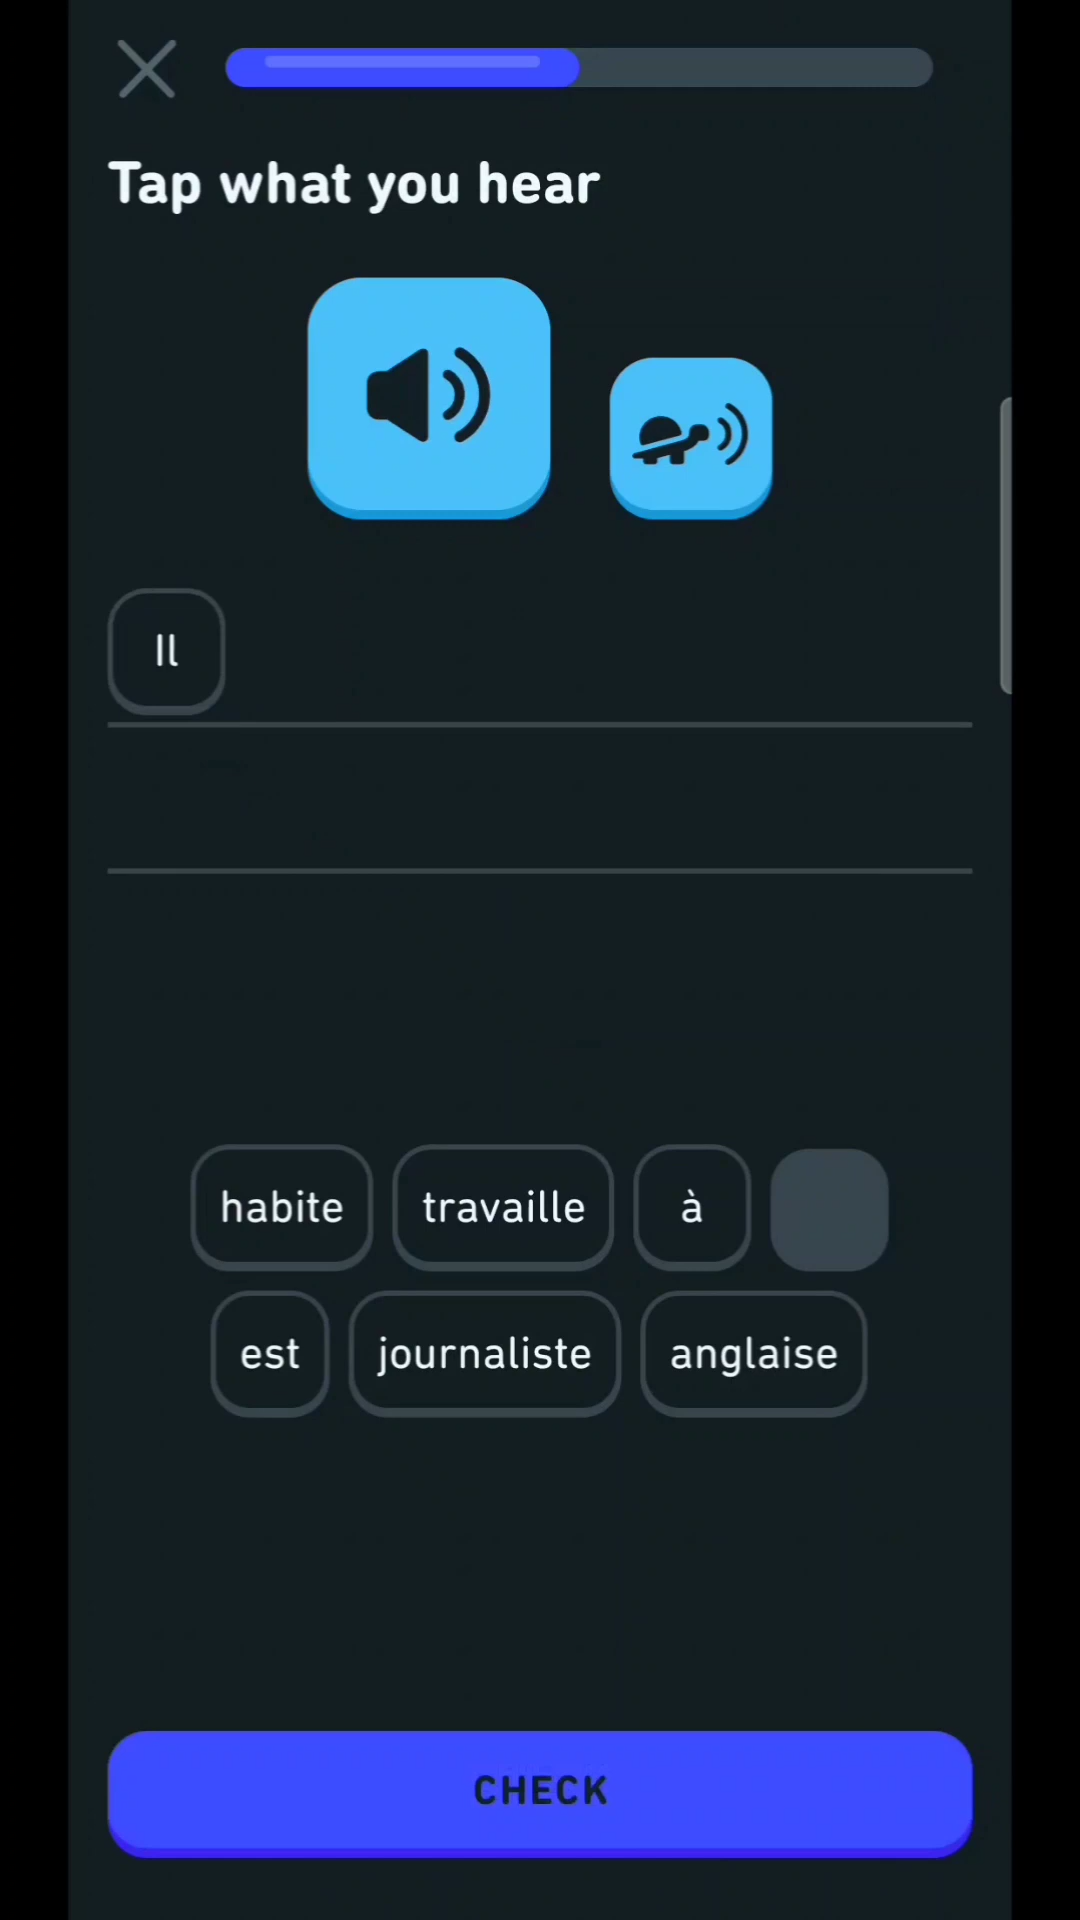 Tap what you hear
Il
habite travaille à
est journaliste anglaise
CHECK